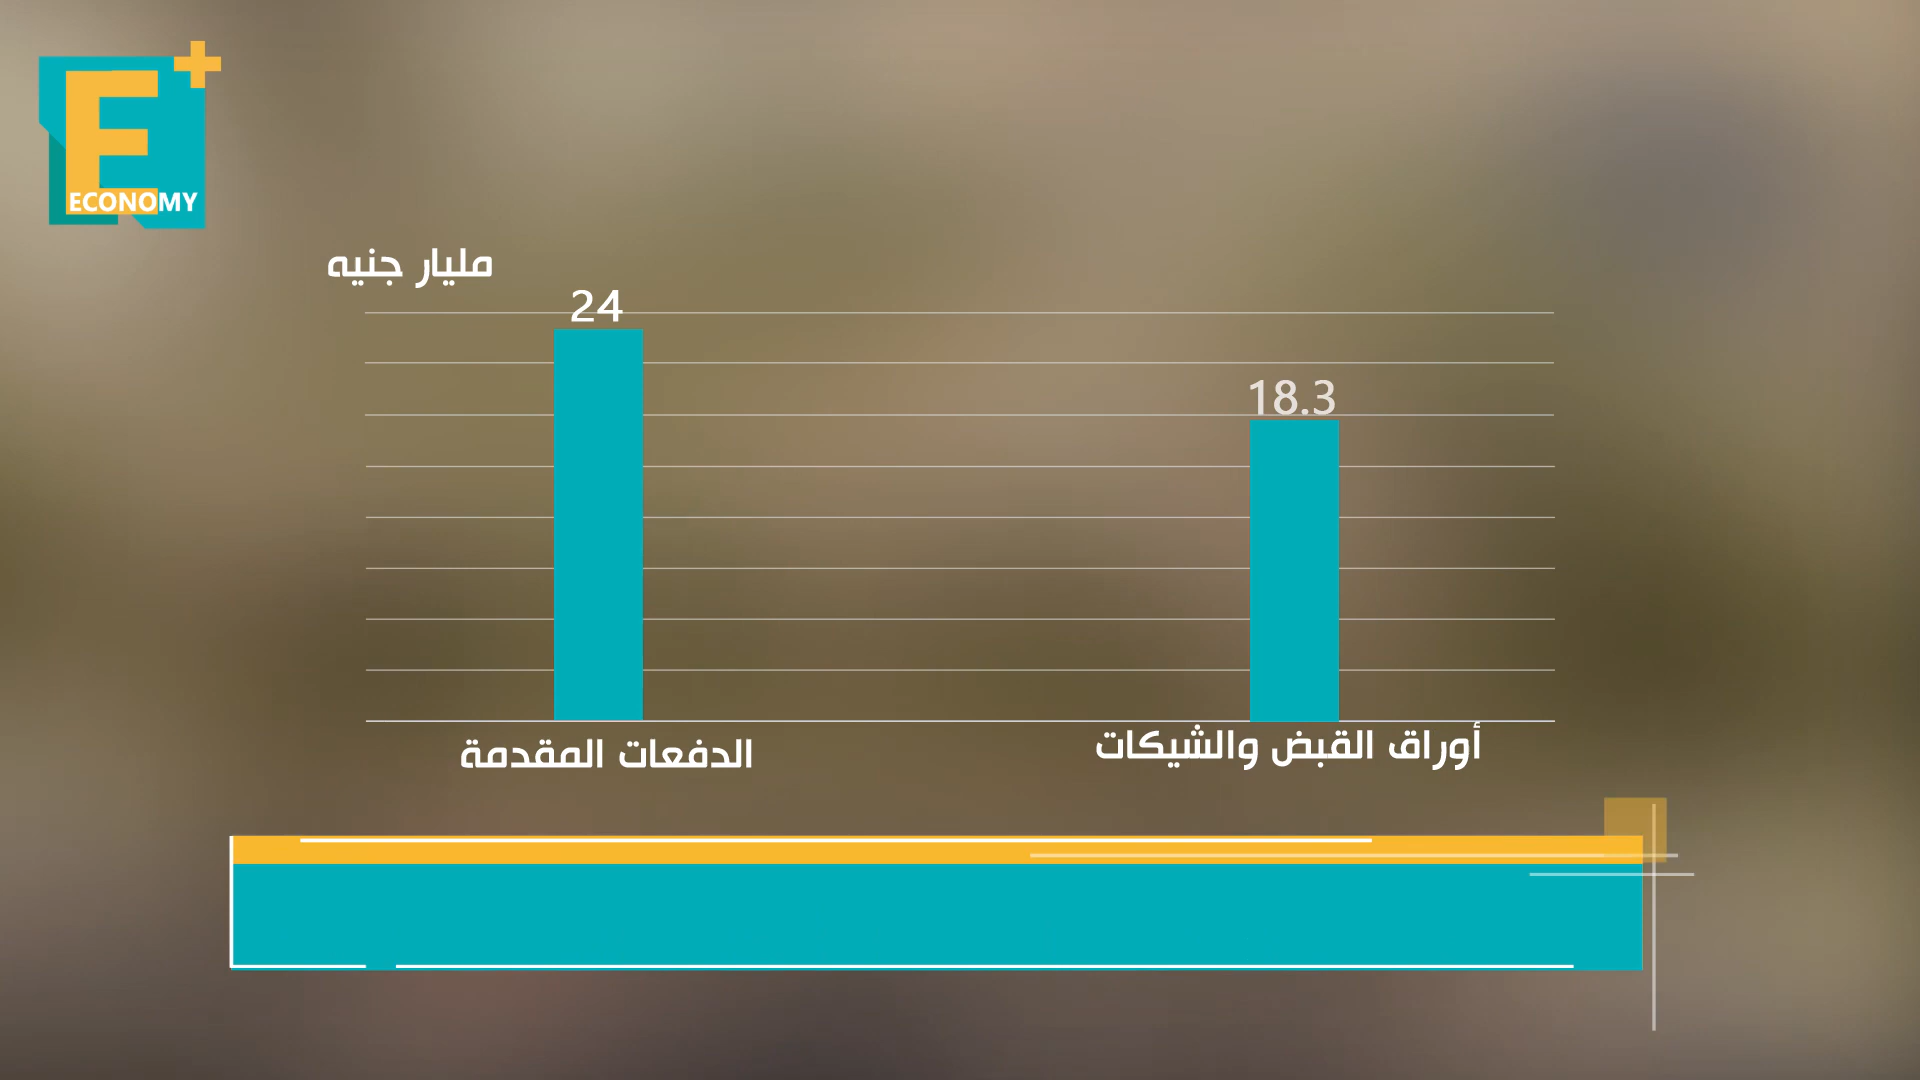 E+
ECONOMY
مليار جنيه
24
18.3
أوراق القبض والشيكات
الدفعات المقدمة